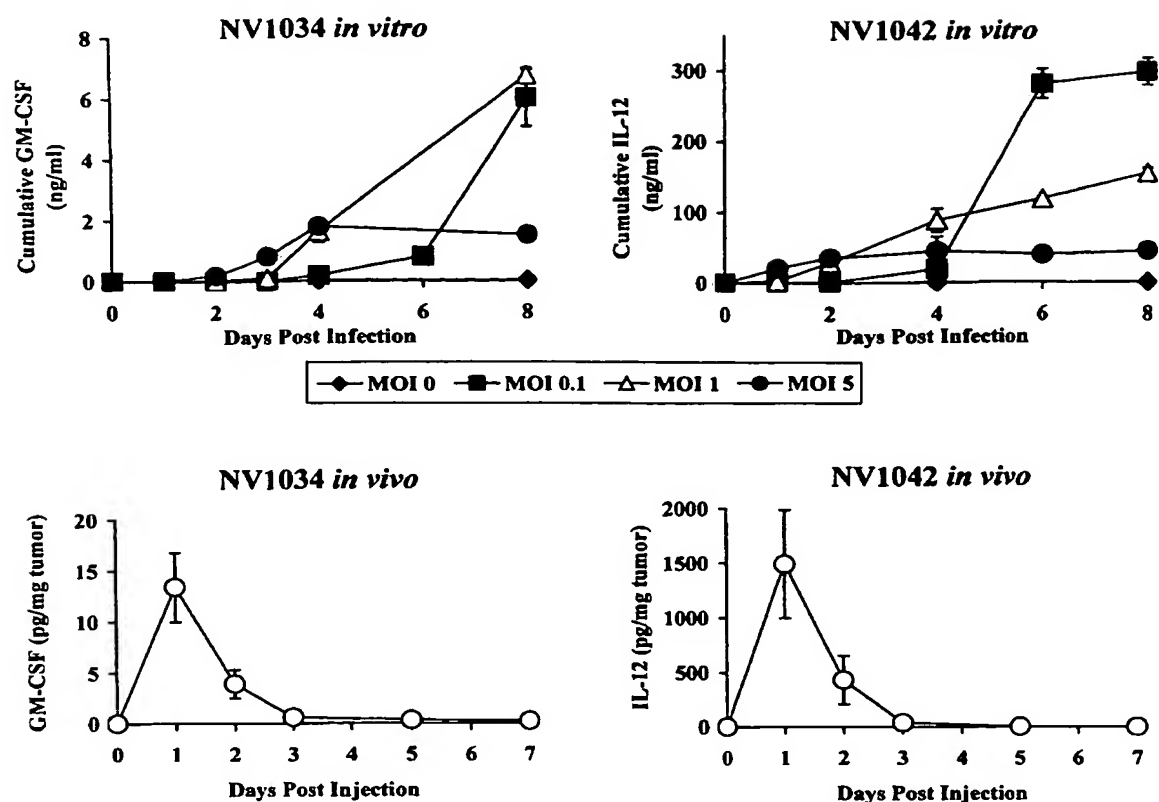 NV1034 in vitro
Cumulative GM-CSF
(ng/ml)
8
6
4
2
0
0 2 4 6 8
Days Post Infection
NV1042 in vitro
Cumulative IL-12
(ng/ml)
300
200
100
0
0 2 4 6 8
Days Post Infection
MOI 0 MOI 0.1 MOI 1 MOI 5
NV1034 in vivo
GM-CSF (pg/mg tumor)
20
15
10
5
0
0 1 2 3 4 5 6 7
Days Post Injection
NV1042 in vivo
IL-12 (pg/mg tumor)
2000
1500
1000
500
0
0 1 2 3 4 5 6 7
Days Post Injection